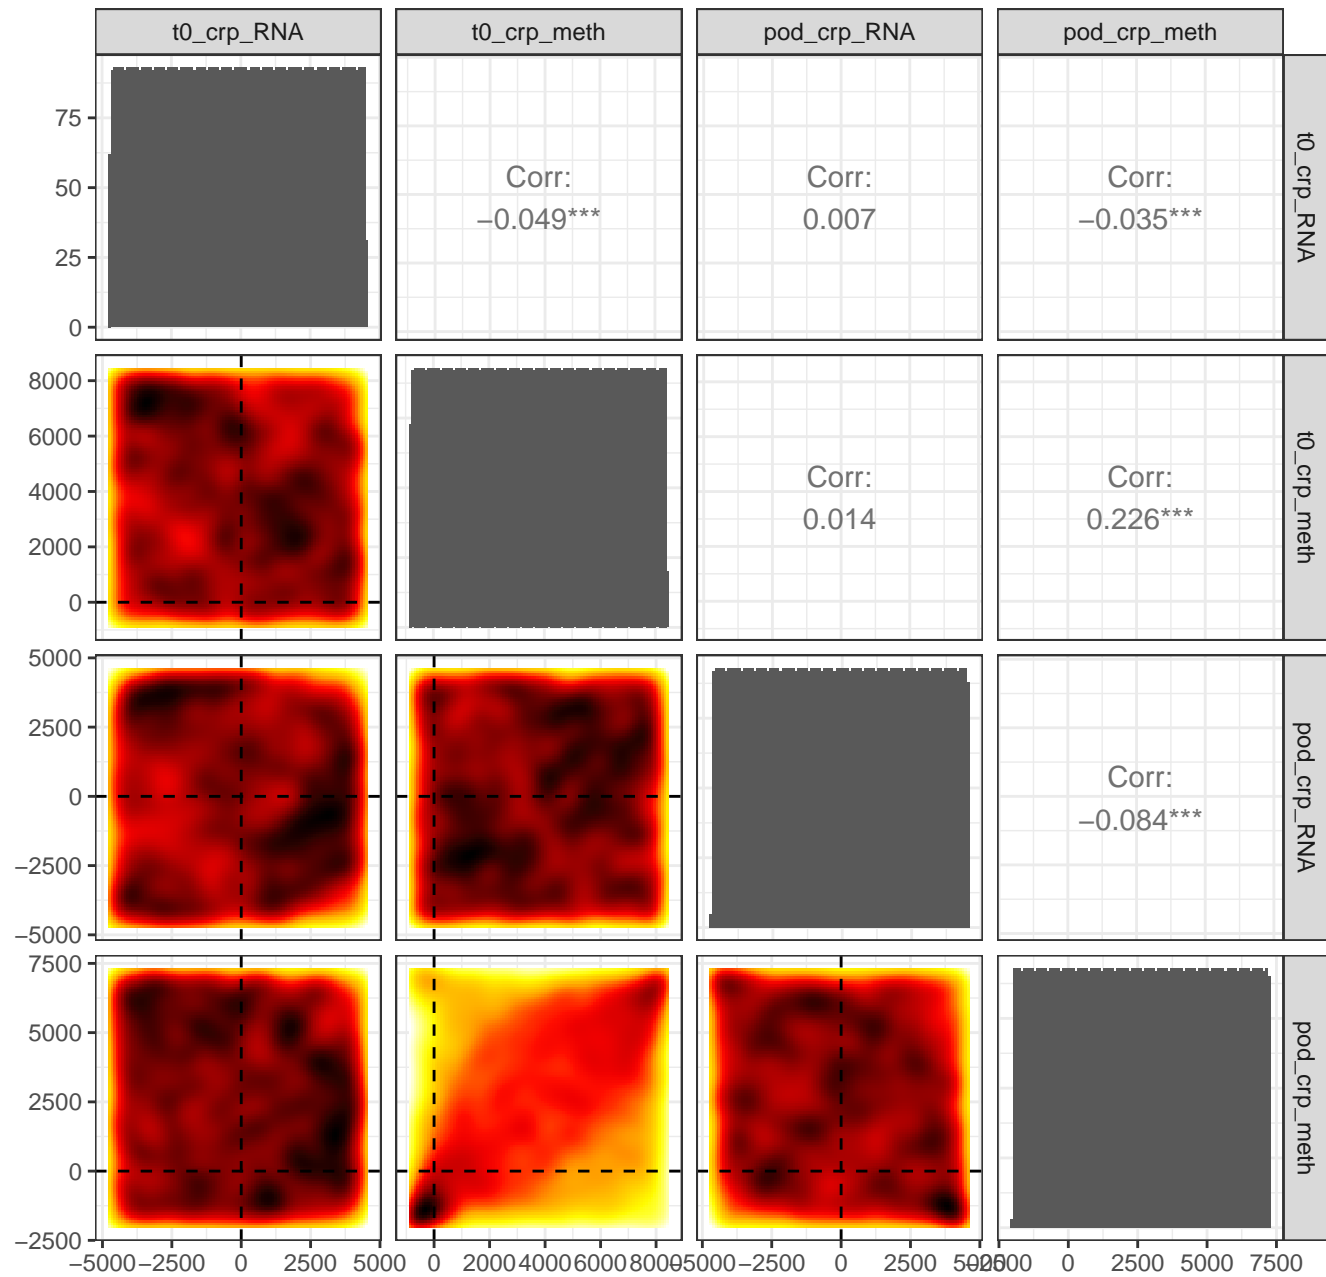 t0_crp_RNA
t0_crp_meth
pod_crp_RNA
pod_crp_meth
75
50
25
0
Corr:
−0.049***
Corr:
0.007
Corr:
−0.035***
t0_crp_RNA
8000
6000
4000
2000
0
Corr:
0.014
Corr:
0.226***
t0_crp_meth
5000
2500
0
−2500
−5000
Corr:
−0.084***
pod_crp_RNA
7500
5000
2500
0
−2500
pod_crp_meth
−5000 −2500 0 2500 5000
0 2000 4000 6000 8000
−5000 −2500 0 2500 5000
−2500 0 2500 5000 7500